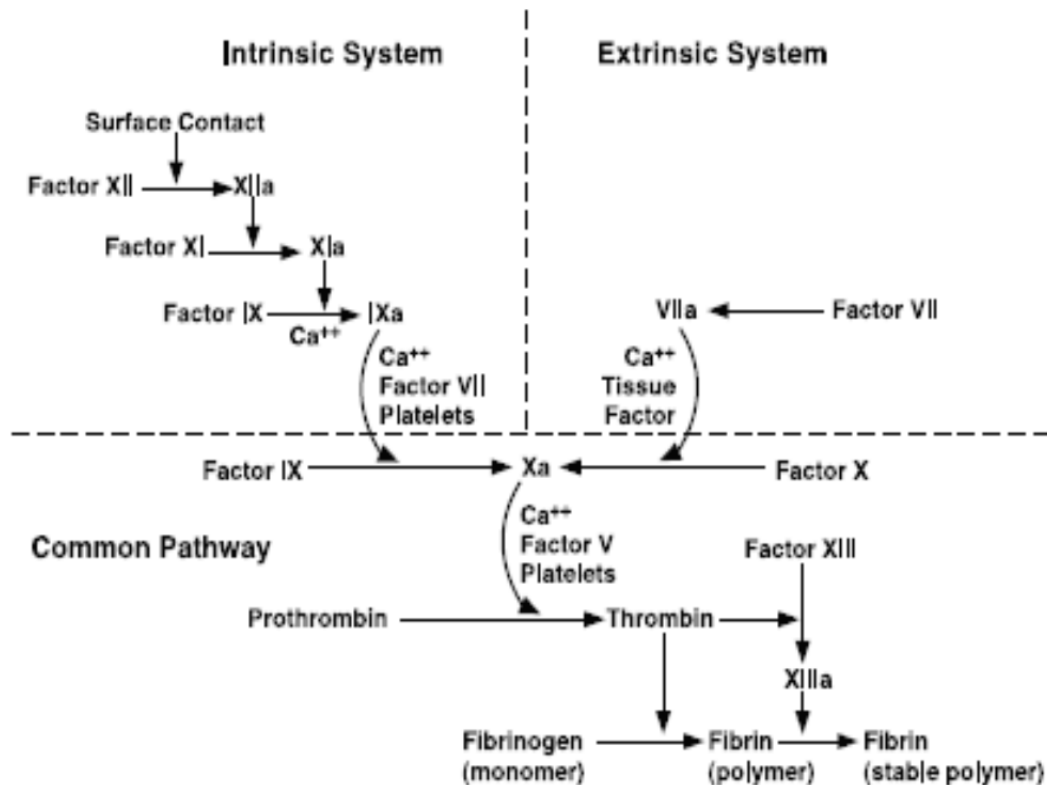 Intrinsic System
Extrinsic System
Surface Contact
Factor XII
XIIa
Factor XI
XIa
Factor IX
IXa
Ca++
VIIa
Factor VII
Ca++
Factor VII
Platelets
Ca++
Tissue
Factor
Factor IX
Xa
Factor X
Common Pathway
Ca++
Factor V
Platelets
Factor XIII
Prothrombin
Thrombin
XIIIa
Fibrinogen
(monomer)
Fibrin
(polymer)
Fibrin
(stable polymer)